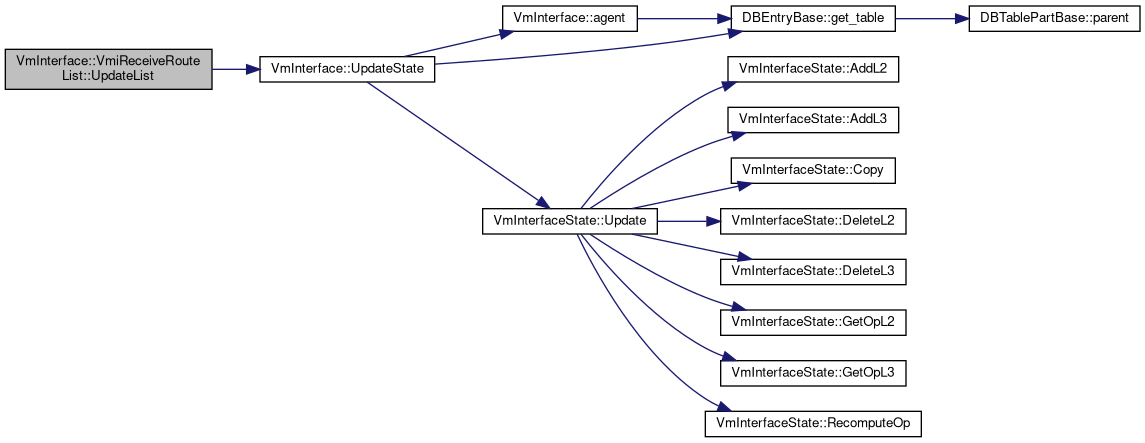 VmInterface::VmiReceiveRoute
List::UpdateList
VmInterface::UpdateState
VmInterface::agent
DBEntryBase::get_table
DBTablePartBase::parent
VmInterfaceState::Update
VmInterfaceState::AddL2
VmInterfaceState::AddL3
VmInterfaceState::Copy
VmInterfaceState::DeleteL2
VmInterfaceState::DeleteL3
VmInterfaceState::GetOpL2
VmInterfaceState::GetOpL3
VmInterfaceState::RecomputeOp